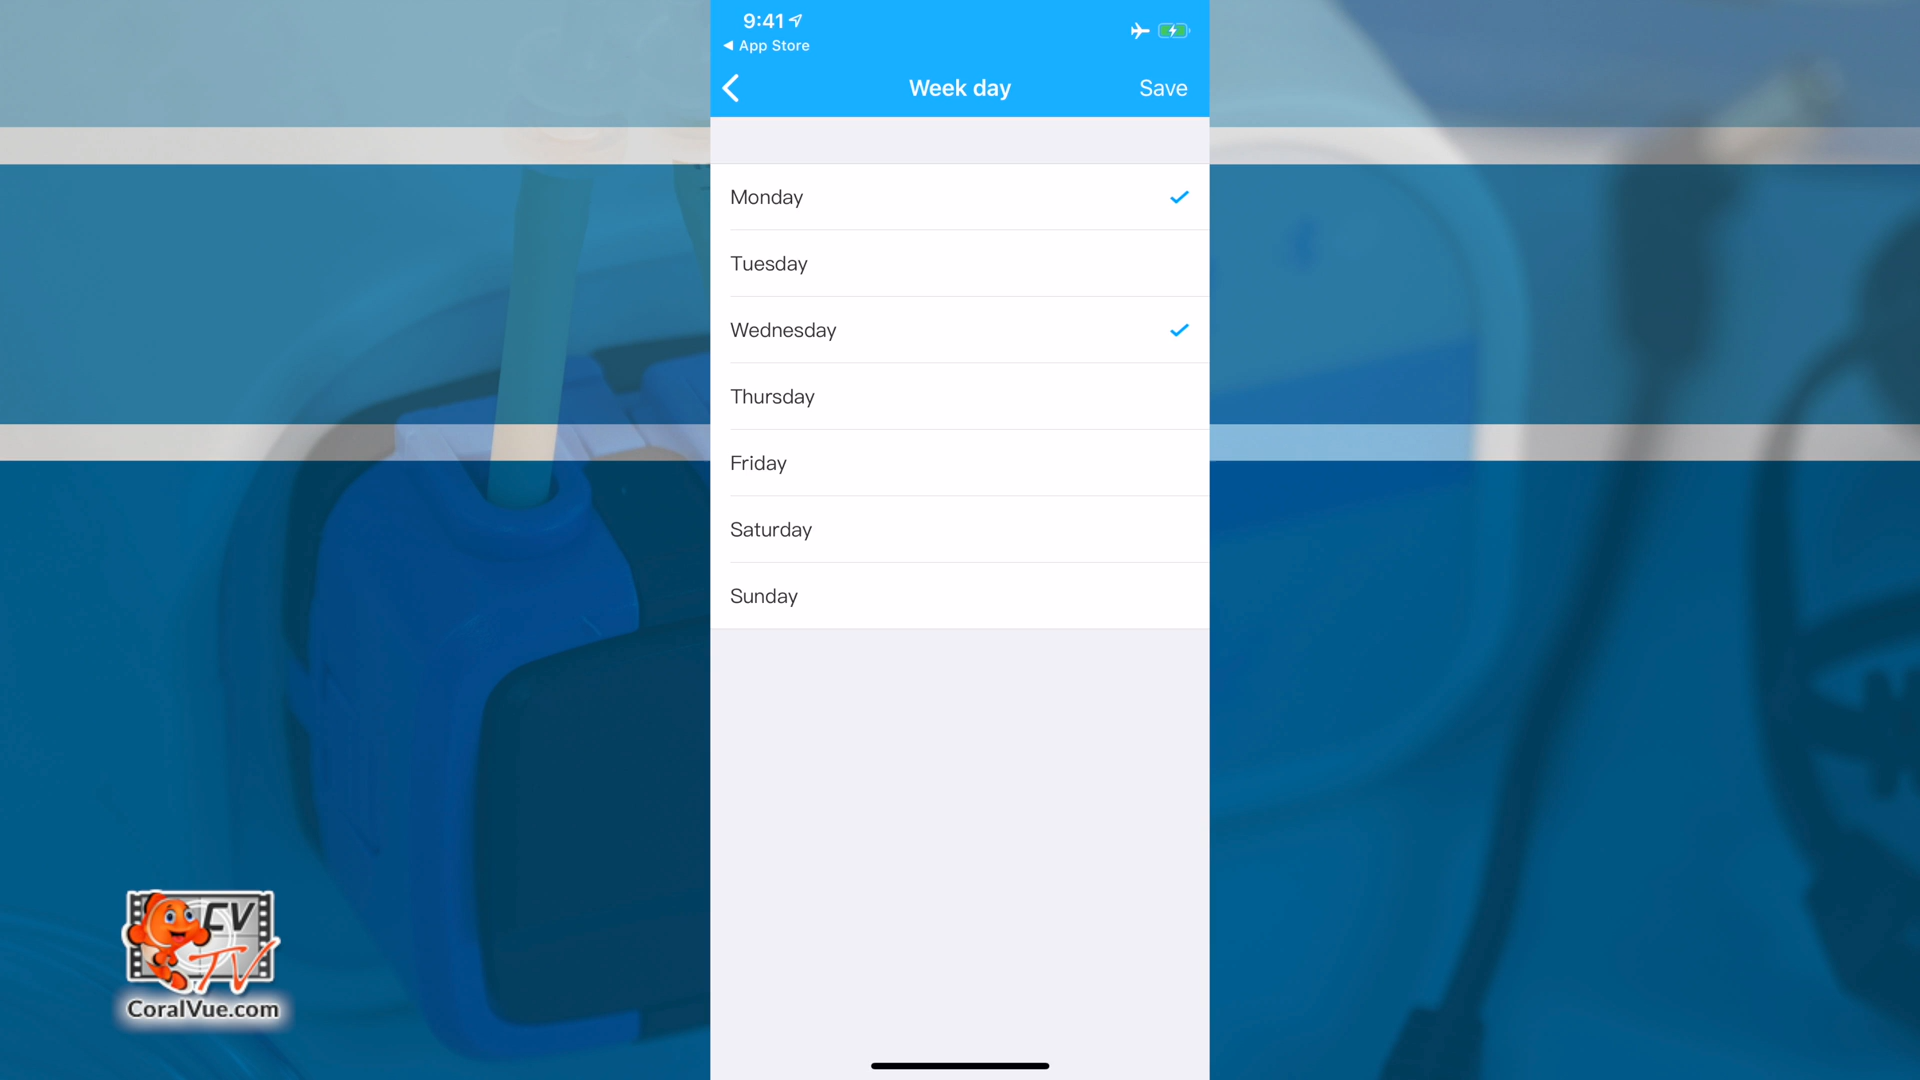 9:41
◀ App Store
Week day
Save
Monday
Tuesday
Wednesday
Thursday
Friday
Saturday
Sunday
CV
TV
CoralVue.com